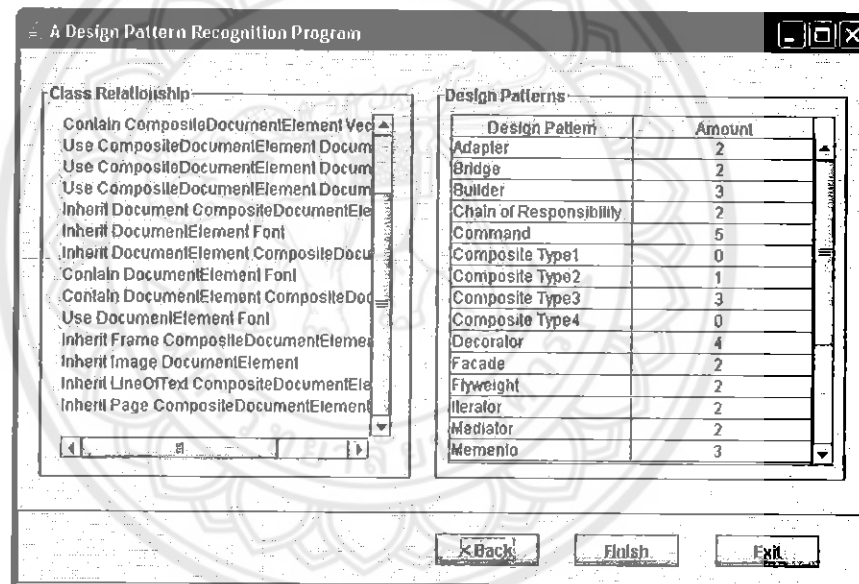 A Design Pattern Recognition Program
Class Relationship
Contain CompositeDocumentElement Vec
Use CompositeDocumentElement Docum
Use CompositeDocumentElement Docum
Use CompositeDocumentElement Docum
Inherit Document CompositeDocumentEle
Inherit DocumentElement Font
Inherit DocumentElement CompositeDocu
Contain DocumentElement Font
Contain DocumentElement CompositeDoc
Use DocumentElement Font
Inherit Frame CompositeDocumentElemen
Inherit Image DocumentElement
Inherit LineOfText CompositeDocumentEle
Inherit Page CompositeDocumentElement
Design Patterns
Design Pattern Amount
Adapter 2
Bridge 2
Builder 3
Chain of Responsibility 2
Command 5
Composite Type1 0
Composite Type2 1
Composite Type3 3
Composite Type4 0
Decorator 4
Facade 2
Flyweight 2
Iterator 2
Mediator 2
Memento 3
Back Finish Exit